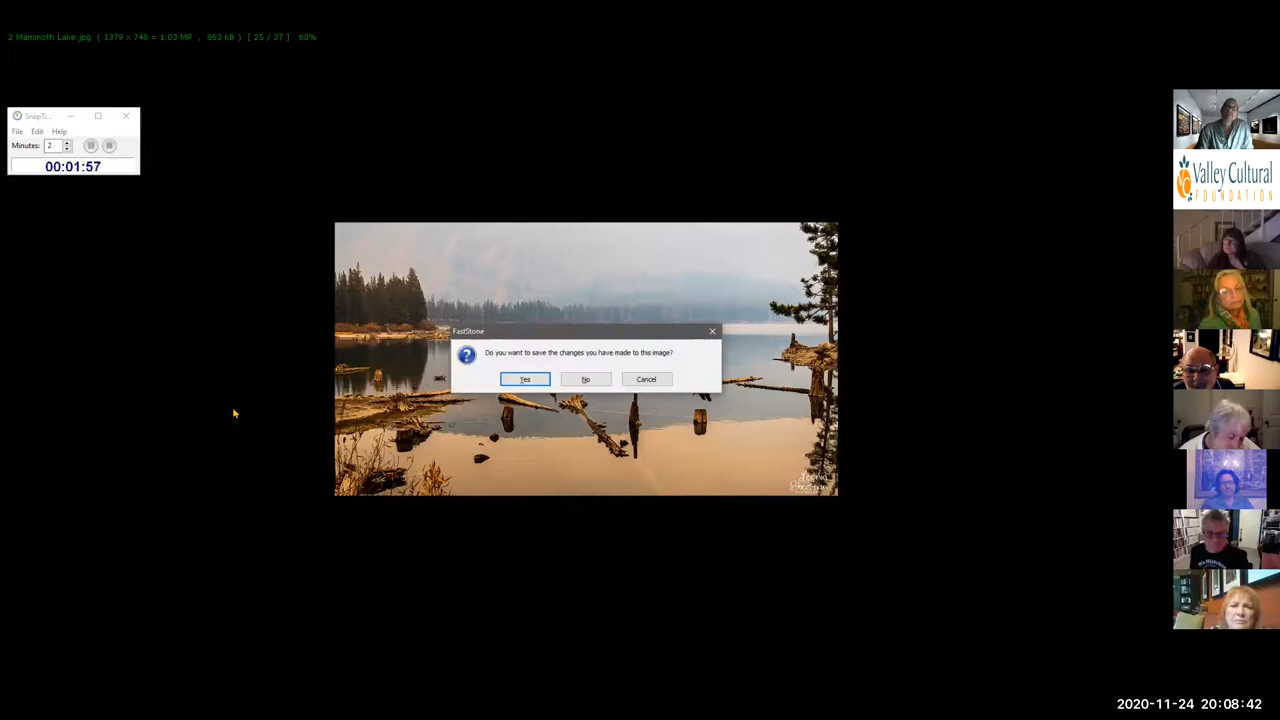 2 Mammoth Lake.jpg ( 1379 x 748 = 1.03 MP , 863 KB ) [ 25 / 37 ] 60%
SnapTi...
File Edit Help
Minutes: 2
00:01:57
Valley Cultural
FOUNDATION
FastStone
Do you want to save the changes you have made to this image?
Yes No Cancel
2020-11-24 20:08:42